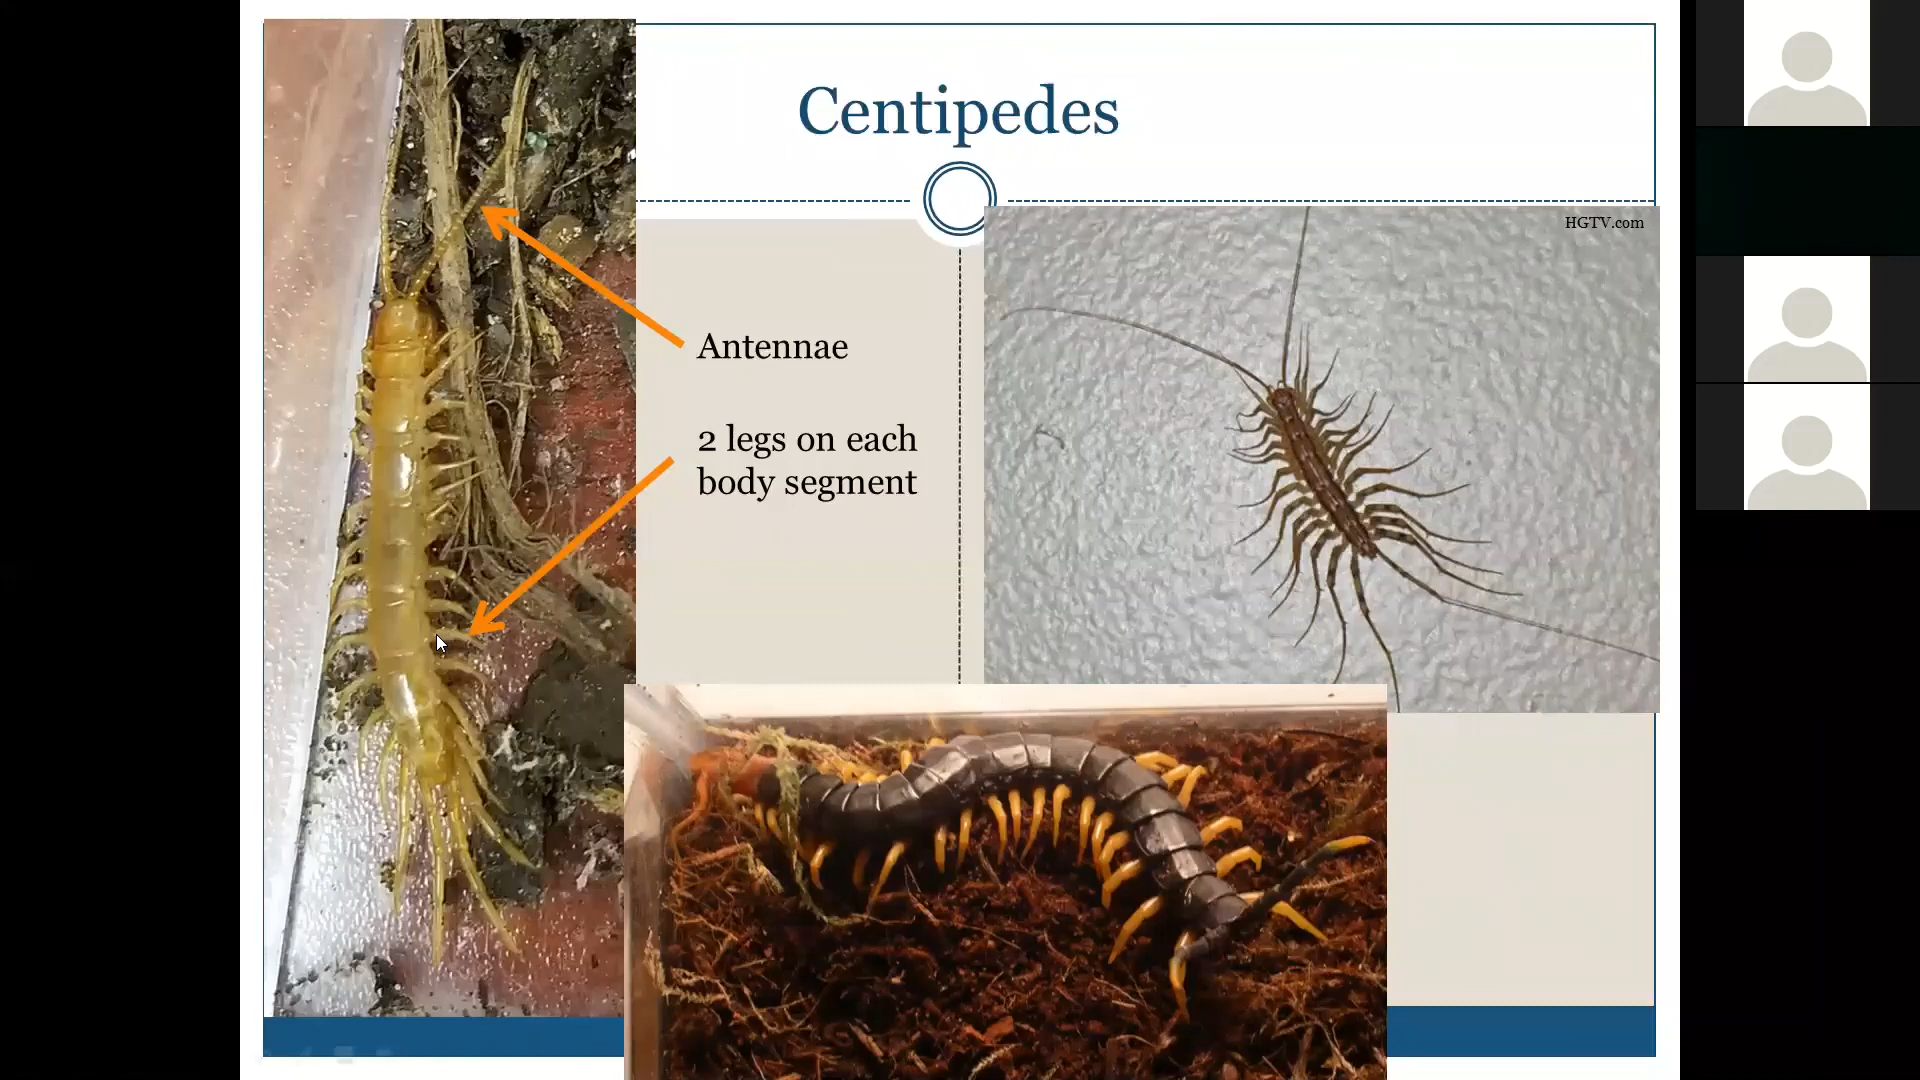 Centipedes
HGTV.com
Antennae
2 legs on each
body segment